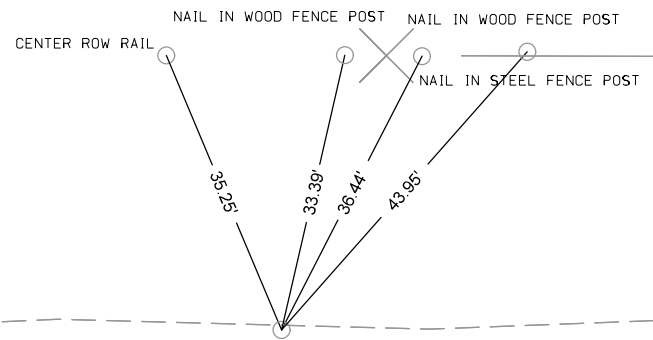 NAIL IN WOOD FENCE POST
NAIL IN WOOD FENCE POST
CENTER ROW RAIL
NAIL IN STEEL FENCE POST
35.25'
33.39'
36.44'
43.95'